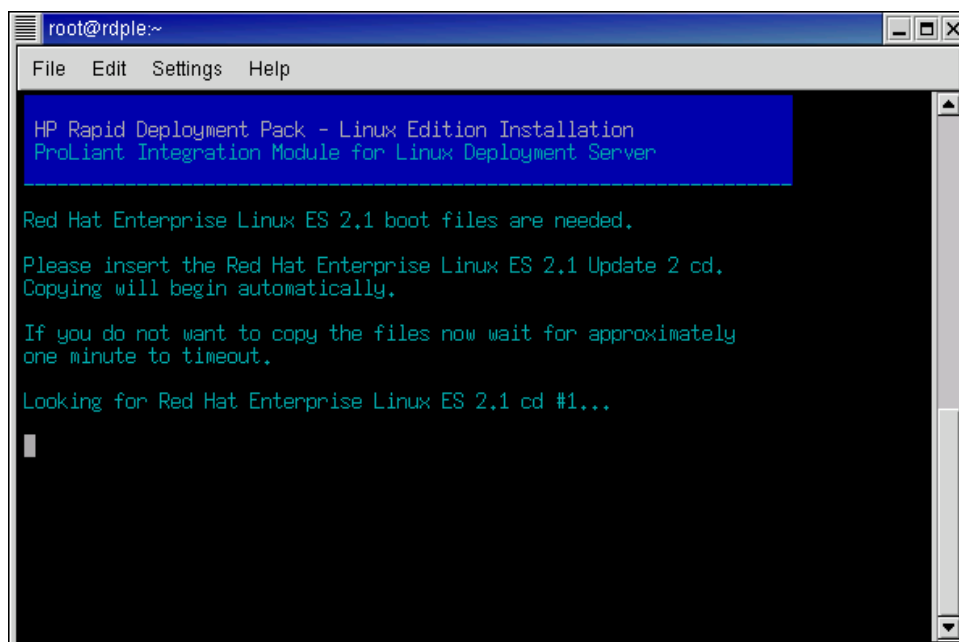 root@rdple:~
File Edit Settings Help
HP Rapid Deployment Pack - Linux Edition Installation
ProLiant Integration Module for Linux Deployment Server
Red Hat Enterprise Linux ES 2.1 boot files are needed.
Please insert the Red Hat Enterprise Linux ES 2.1 Update 2 cd.
Copying will begin automatically.
If you do not want to copy the files now wait for approximately
one minute to timeout.
Looking for Red Hat Enterprise Linux ES 2.1 cd #1...